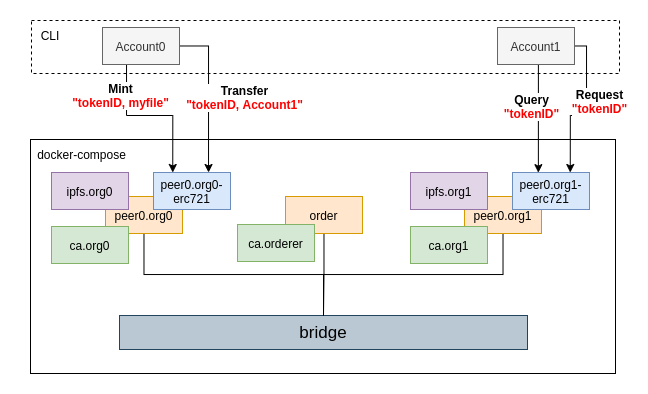 CLI
Account0
Account1
Mint
"tokenID, myfile"
Transfer
"tokenID, Account1"
Query
"tokenID"
Request
"tokenID"
docker-compose
ipfs.org0
peer0.org0-
erc721
peer0.org0
ca.org0
order
ca.orderer
ipfs.org1
peer0.org1-
erc721
peer0.org1
ca.org1
bridge